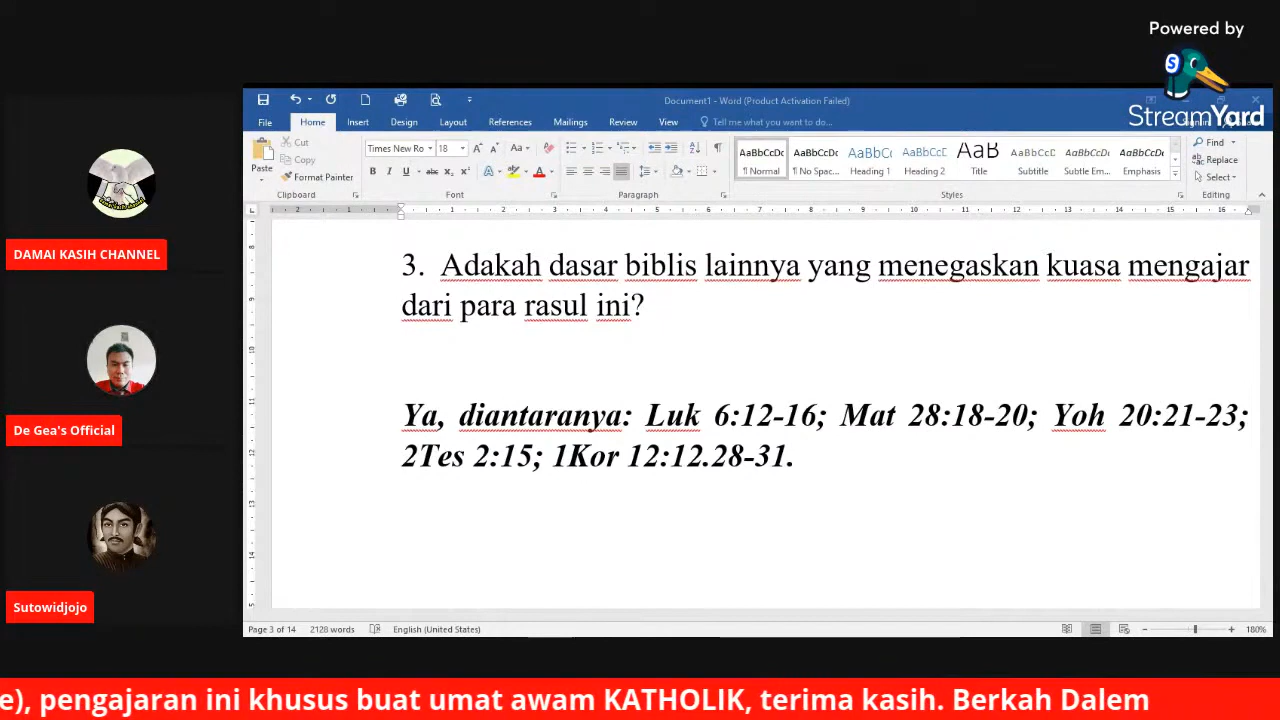 Powered by
StreamYard
Document1 - Word (Product Activation Failed)
File Home Insert Design Layout References Mailings Review View Tell me what you want to do...
Paste
Cut
Copy
Format Painter
Clipboard
Times New Ro 18
Font
Paragraph
AaBbCcDc AaBbCcDc AaBbCc AaBbCcD AaB AaBbCcD AaBbCcDc AaBbCcDc
¶ Normal ¶ No Spac... Heading 1 Heading 2 Title Subtitle Subtle Em... Emphasis
Styles
Find
Replace
Select
Editing
3. Adakah dasar biblis lainnya yang menegaskan kuasa mengajar
dari para rasul ini?
Ya, diantaranya: Luk 6:12-16; Mat 28:18-20; Yoh 20:21-23;
2Tes 2:15; 1Kor 12:12.28-31.
Page 3 of 14 2128 words English (United States) 180%
DAMAI KASIH CHANNEL
De Gea's Official
Sutowidjojo
e), pengajaran ini khusus buat umat awam KATHOLIK, terima kasih. Berkah Dalem